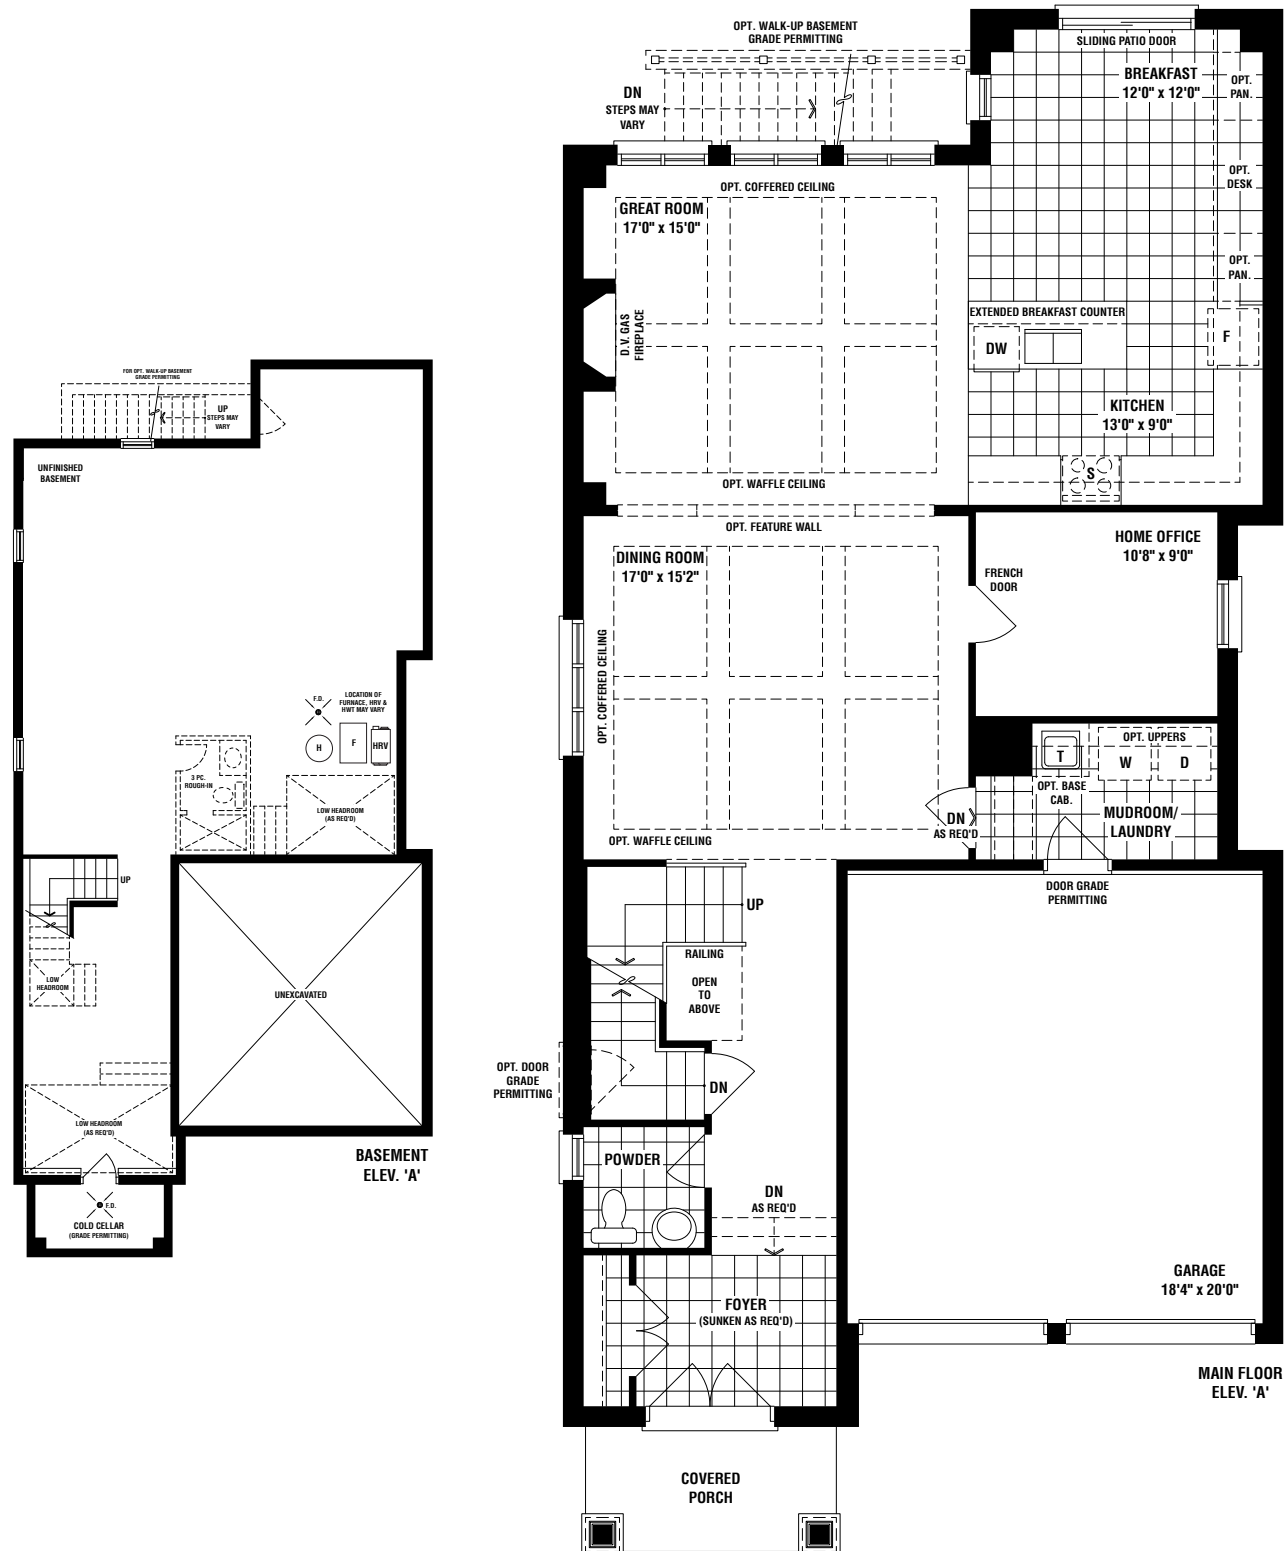 FOR OPT. WALK-UP BASEMENT
GRADE PERMITTING
UP
STEPS MAY
VARY
UNFINISHED
BASEMENT
F.D.
LOCATION OF
FURNACE, HRV &
HWT MAY VARY
H
F
HRV
3 PC.
ROUGH-IN
LOW HEADROOM
(AS REQ'D)
UP
LOW
HEADROOM
UNEXCAVATED
LOW HEADROOM
(AS REQ'D)
F.D.
COLD CELLAR
(GRADE PERMITTING)
BASEMENT
ELEV. 'A'
OPT. WALK-UP BASEMENT
GRADE PERMITTING
DN
STEPS MAY
VARY
SLIDING PATIO DOOR
BREAKFAST
12'0" x 12'0"
OPT.
PAN.
OPT.
DESK
OPT.
PAN.
OPT. COFFERED CEILING
GREAT ROOM
17'0" x 15'0"
D.V. GAS
FIREPLACE
EXTENDED BREAKFAST COUNTER
DW
F
KITCHEN
13'0" x 9'0"
S
OPT. WAFFLE CEILING
OPT. FEATURE WALL
DINING ROOM
17'0" x 15'2"
OPT. COFFERED CEILING
FRENCH
DOOR
HOME OFFICE
10'8" x 9'0"
OPT. UPPERS
T
W
D
OPT. BASE
CAB.
DN
AS REQ'D
MUDROOM/
LAUNDRY
OPT. WAFFLE CEILING
DOOR GRADE
PERMITTING
UP
RAILING
OPEN
TO
ABOVE
OPT. DOOR
GRADE
PERMITTING
DN
POWDER
DN
AS REQ'D
FOYER
(SUNKEN AS REQ'D)
GARAGE
18'4" x 20'0"
MAIN FLOOR
ELEV. 'A'
COVERED
PORCH